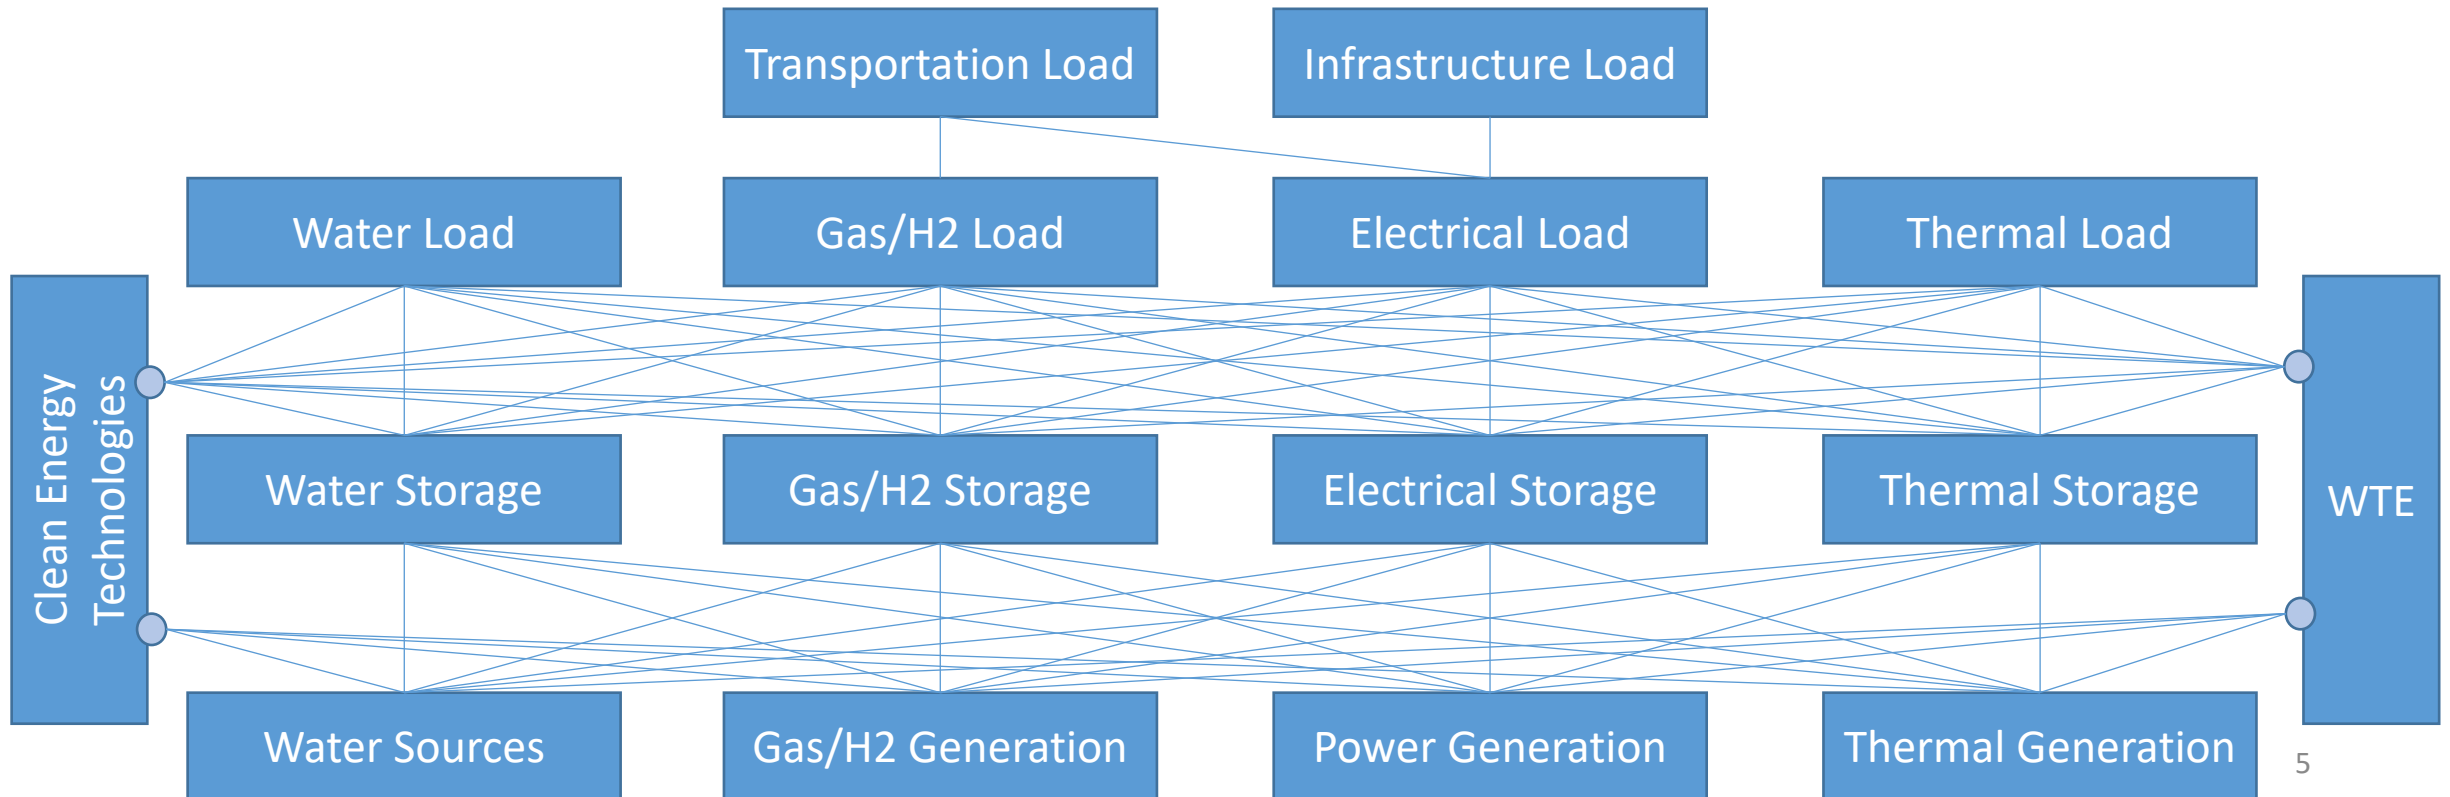 Transportation Load
Infrastructure Load
Water Load
Gas/H2 Load
Electrical Load
Thermal Load
Clean Energy
Technologies
Water Storage
Gas/H2 Storage
Electrical Storage
Thermal Storage
WTE
Water Sources
Gas/H2 Generation
Power Generation
Thermal Generation
5